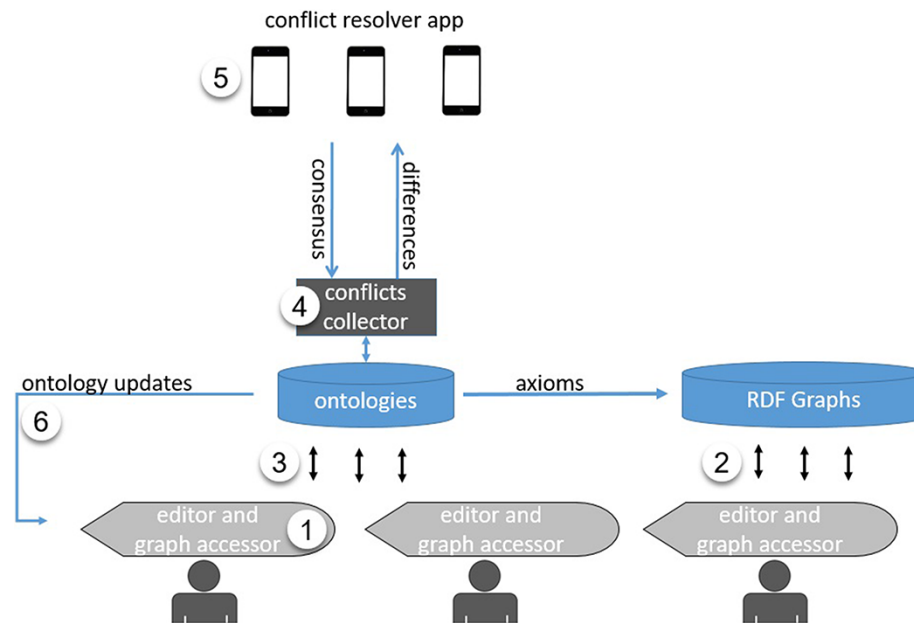 conflict resolver app
5
consensus
differences
4
conflicts
collector
ontology updates
ontologies
axioms
RDF Graphs
6
3
2
editor and
graph accessor
1
editor and
graph accessor
editor and
graph accessor